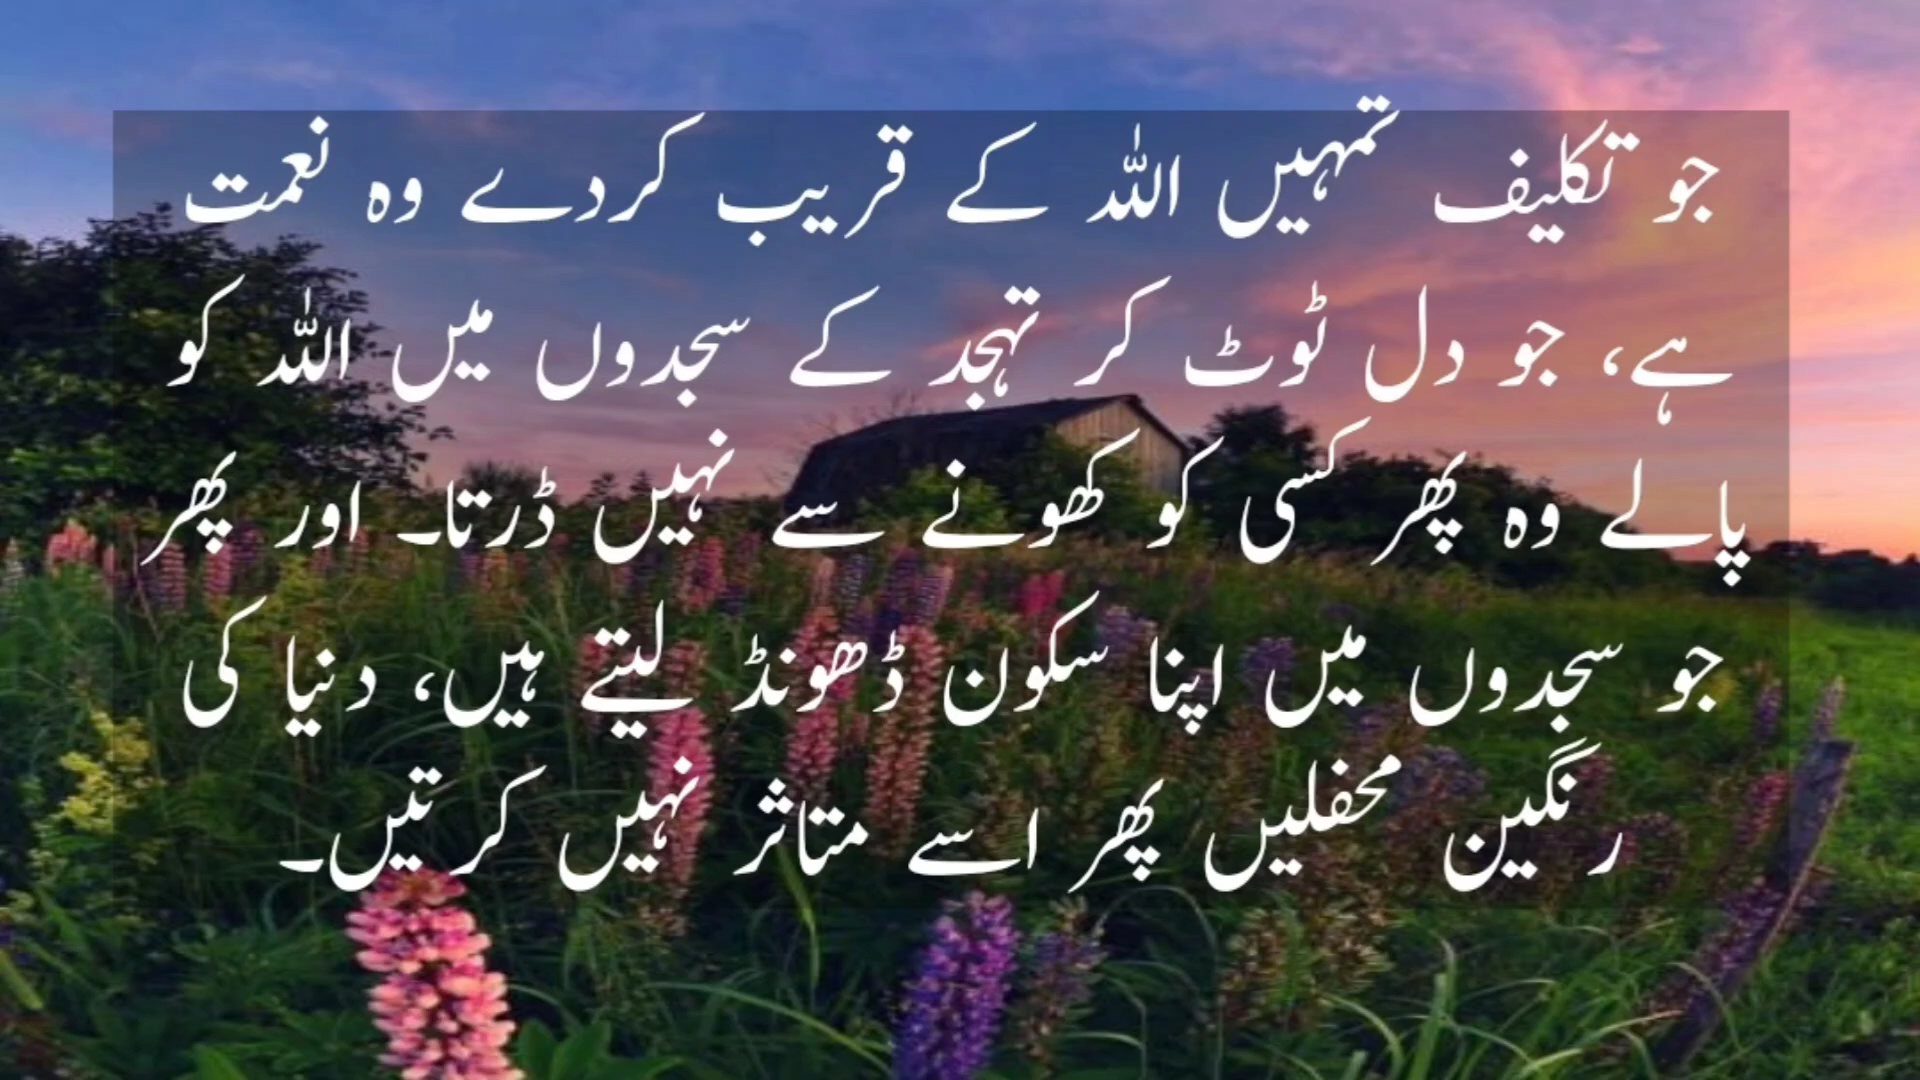 جو تکلیف تمہیں اللہ کے قریب کردے وہ نعمت
ہے، جو دل ٹوٹ کر تہجد کے سجدوں میں اللہ کو
پالے وہ پھر کسی کو کھونے سے نہیں ڈرتا۔ اور پھر
جو سجدوں میں اپنا سکون ڈھونڈ لیتے ہیں، دنیا کی
رنگین محفلیں پھر اسے متاثر نہیں کرتیں۔